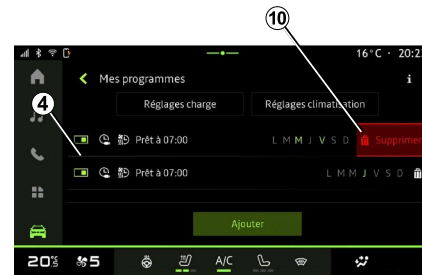 10
16°C · 20:2
Mes programmes
i
Réglages charge
Réglages climatisation
4
Prêt à 07:00
L M M J V S D
Supprimer
Prêt à 07:00
L M M J V S D
Ajouter
20
5
A/C